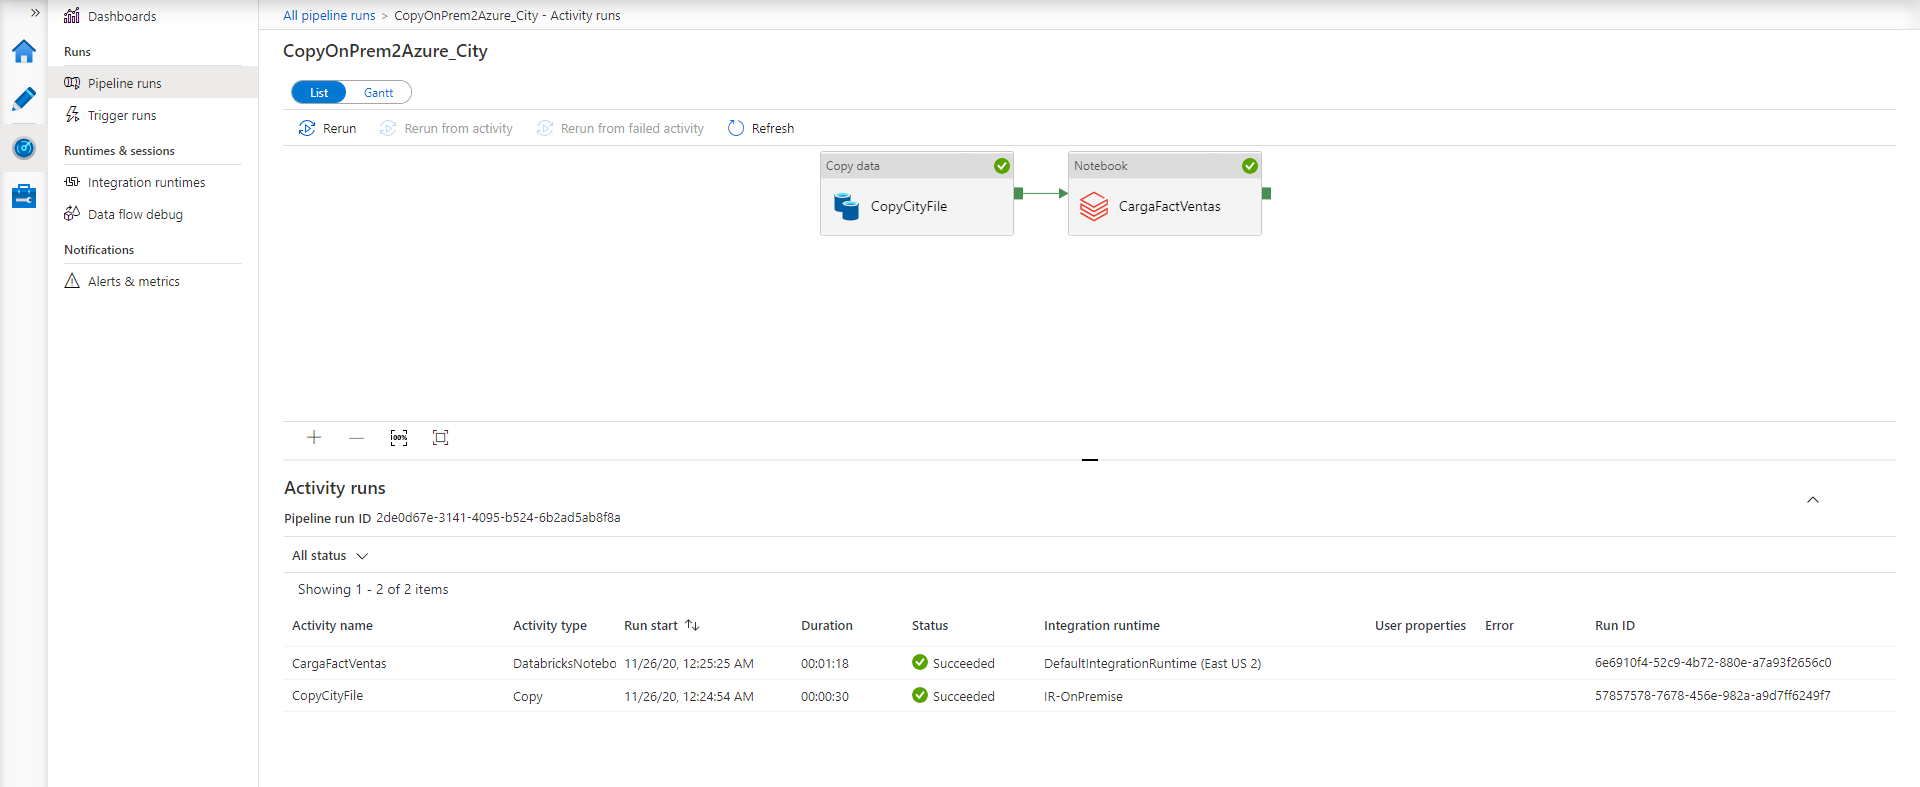 »
Dashboards
Runs
Pipeline runs
Trigger runs
Runtimes & sessions
Integration runtimes
Data flow debug
Notifications
Alerts & metrics
All pipeline runs > CopyOnPrem2Azure_City - Activity runs
CopyOnPrem2Azure_City
List Gantt
Rerun Rerun from activity Rerun from failed activity Refresh
Copy data Notebook
CopyCityFile CargaFactVentas
100%
Activity runs
Pipeline run ID 2de0d67e-3141-4095-b524-6b2ad5ab8f8a
All status
Showing 1 - 2 of 2 items
Activity name Activity type Run start Duration Status Integration runtime User properties Error Run ID
CargaFactVentas DatabricksNotebo 11/26/20, 12:25:25 AM 00:01:18 Succeeded DefaultIntegrationRuntime (East US 2) 6e6910f4-52c9-4b72-880e-a7a93f2656c0
CopyCityFile Copy 11/26/20, 12:24:54 AM 00:00:30 Succeeded IR-OnPremise 57857578-7678-456e-982a-a9d7ff6249f7